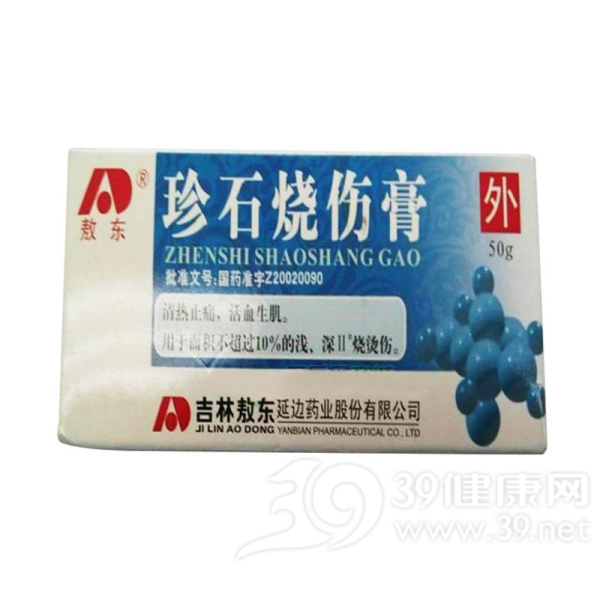 敖东®
珍石烧伤膏
ZHENSHI SHAOSHANG GAO
批准文号:国药准字Z20020090
外
50g
清热止痛，活血生肌。
用于面积不超过10%的浅、深Ⅱ°烧烫伤。
吉林敖东延边药业股份有限公司
JI LIN AO DONG YANBIAN PHARMACEUTICAL CO., LTD
39健康网
www.39.net